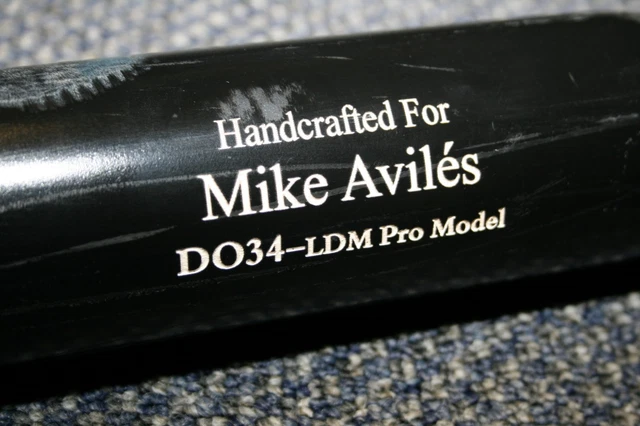 Handcrafted For
Mike Avilés
DO34–LDM Pro Model